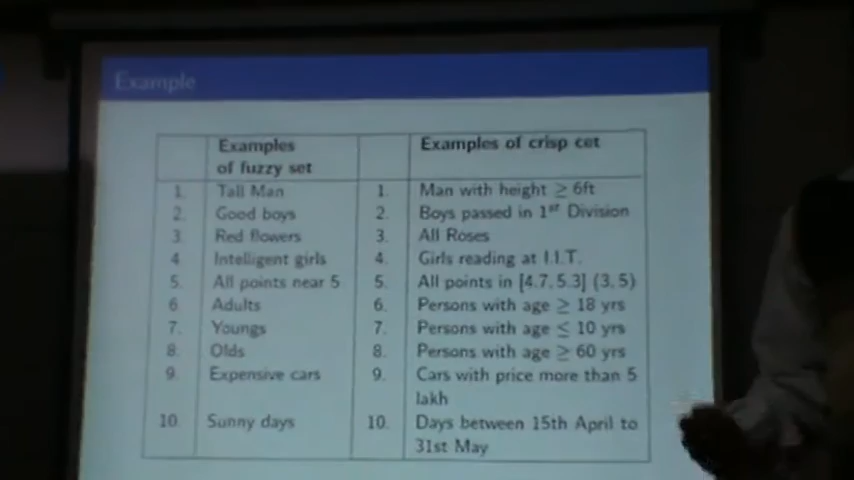 Example
Examples of fuzzy set
Examples of crisp cet
1. Tall Man
1. Man with height ≥ 6ft
2. Good boys
2. Boys passed in 1st Division
3. Red flowers
3. All Roses
4. Intelligent girls
4. Girls reading at I.I.T.
5. All points near 5
5. All points in [4.7, 5.3] (3, 5)
6. Adults
6. Persons with age ≥ 18 yrs
7. Youngs
7. Persons with age ≤ 10 yrs
8. Olds
8. Persons with age ≥ 60 yrs
9. Expensive cars
9. Cars with price more than 5
lakh
10. Sunny days
10. Days between 15th April to
31st May